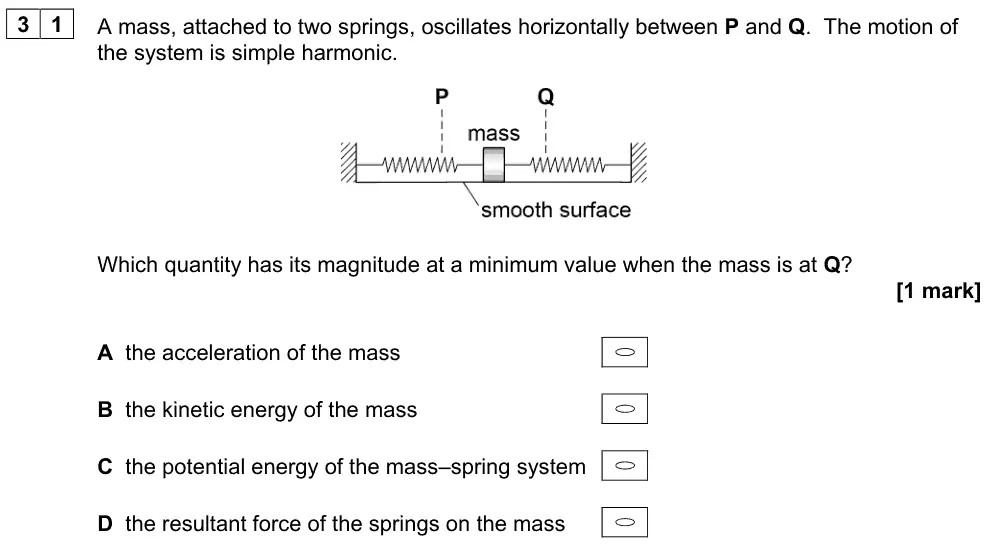 3 1 A mass, attached to two springs, oscillates horizontally between P and Q. The motion of
the system is simple harmonic.
P Q
mass
smooth surface
Which quantity has its magnitude at a minimum value when the mass is at Q?
[1 mark]
A the acceleration of the mass
B the kinetic energy of the mass
C the potential energy of the mass–spring system
D the resultant force of the springs on the mass